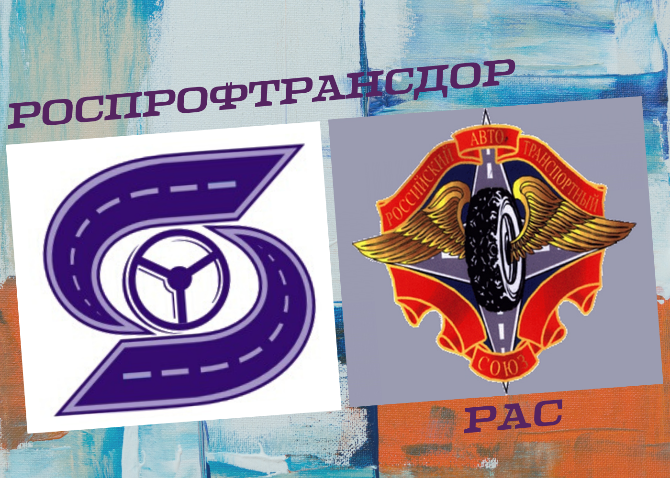 РОСПРОФТРАНСДОР
РОССИЙСКИЙ АВТО ТРАНСПОРТНЫЙ
СОЮЗ
РАС